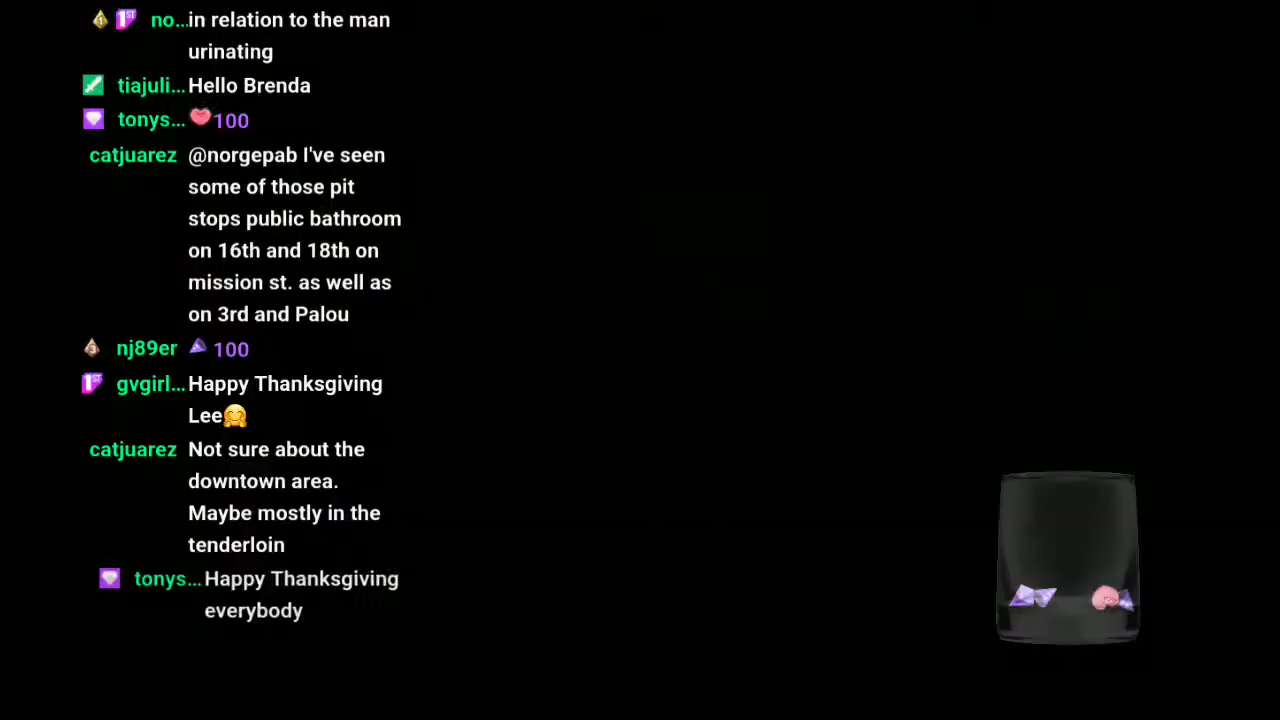 no...in relation to the man
urinating
tiajuli...Hello Brenda
tonys...100
catjuarez @norgepab I've seen
some of those pit
stops public bathroom
on 16th and 18th on
mission st. as well as
on 3rd and Palou
nj89er 100
gvgirl...Happy Thanksgiving
Lee🤗
catjuarez Not sure about the
downtown area.
Maybe mostly in the
tenderloin
tonys...Happy Thanksgiving
everybody